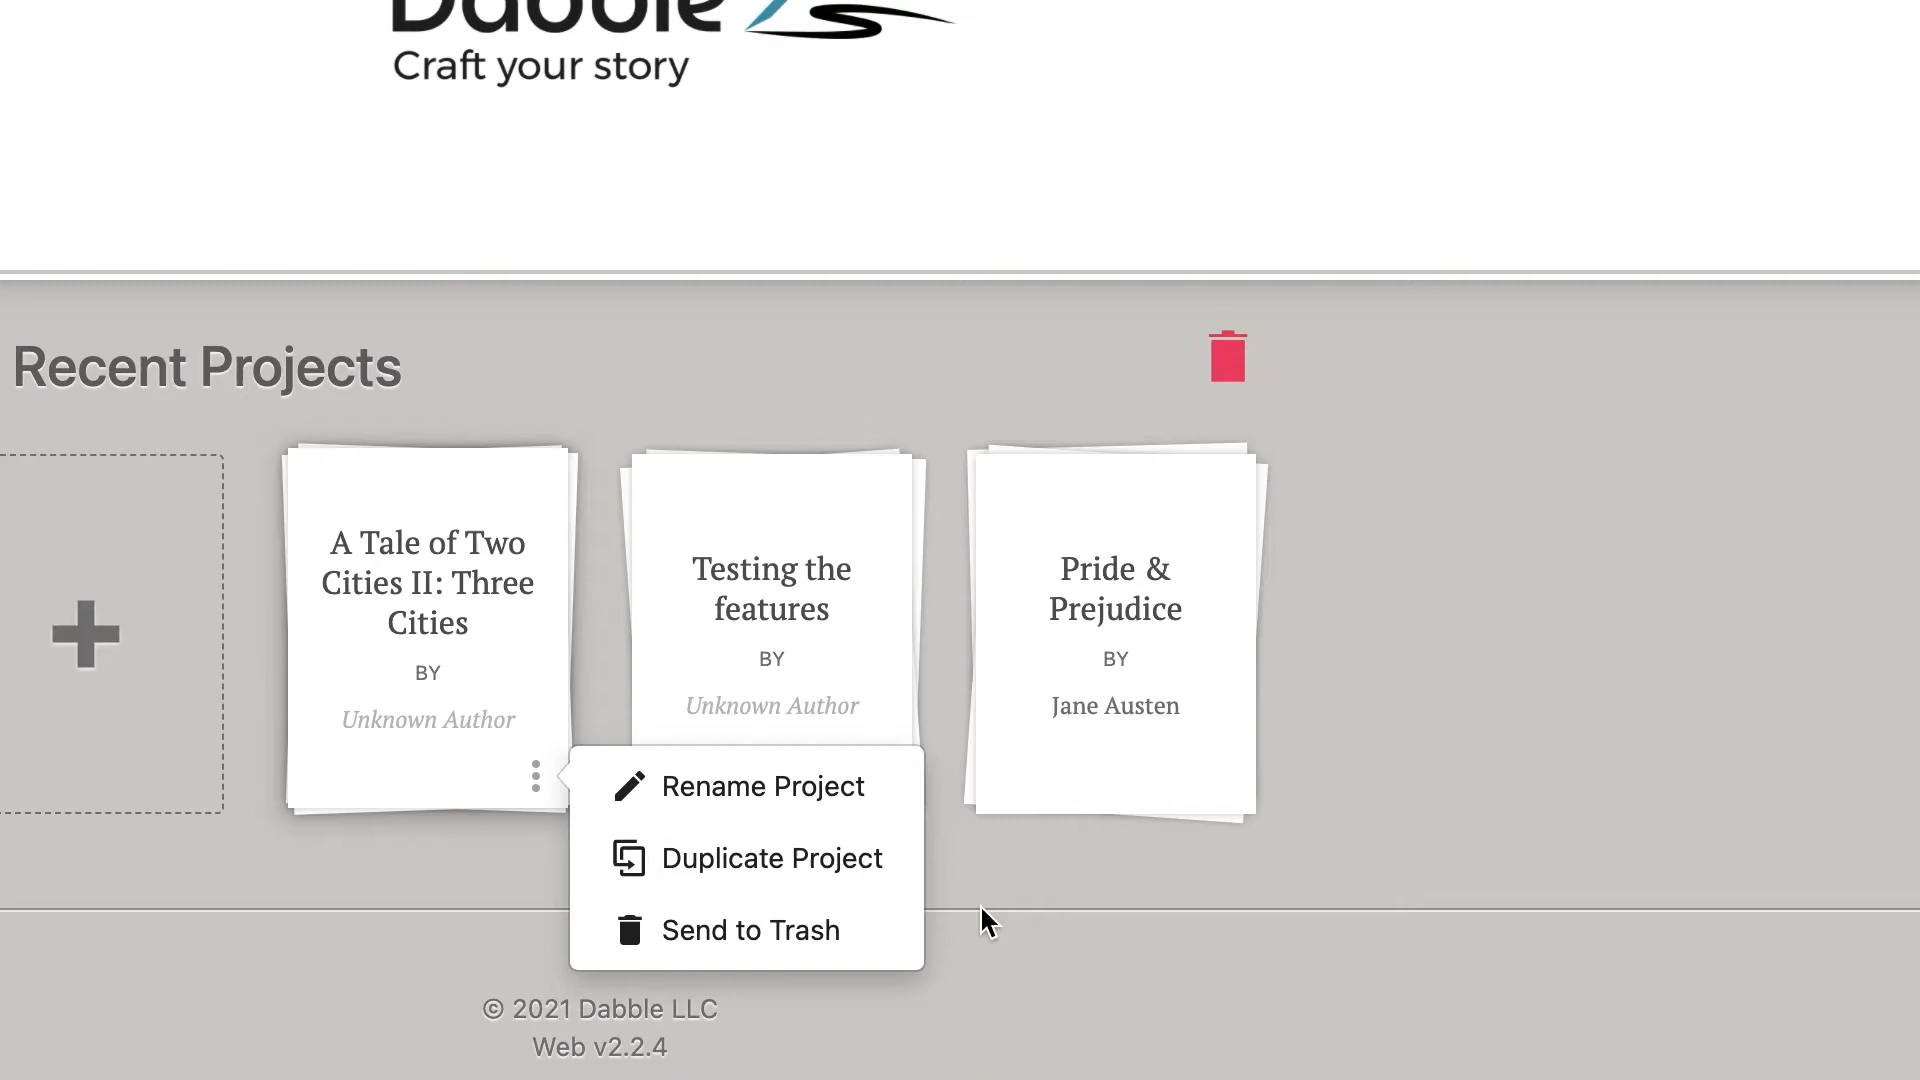 Dabble
Craft your story
Recent Projects
A Tale of Two
Cities II: Three
Cities
BY
Unknown Author
Testing the
features
BY
Unknown Author
Pride &
Prejudice
BY
Jane Austen
Rename Project
Duplicate Project
Send to Trash
© 2021 Dabble LLC
Web v2.2.4